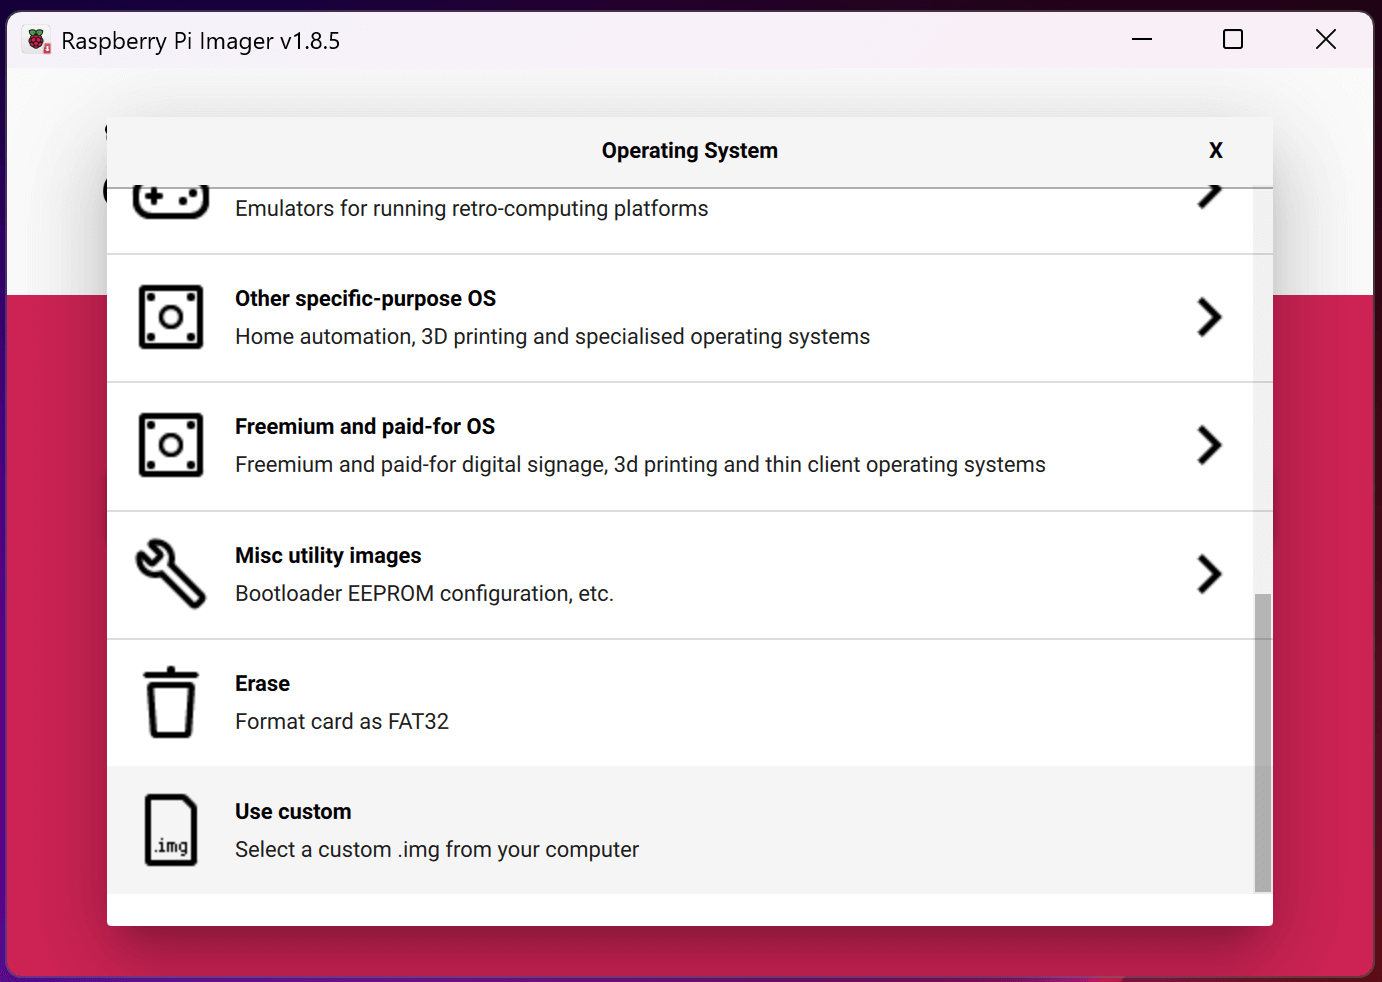 Raspberry Pi Imager v1.8.5
Operating System
X
Emulators for running retro-computing platforms
Other specific-purpose OS
Home automation, 3D printing and specialised operating systems
Freemium and paid-for OS
Freemium and paid-for digital signage, 3d printing and thin client operating systems
Misc utility images
Bootloader EEPROM configuration, etc.
Erase
Format card as FAT32
.img
Use custom
Select a custom .img from your computer